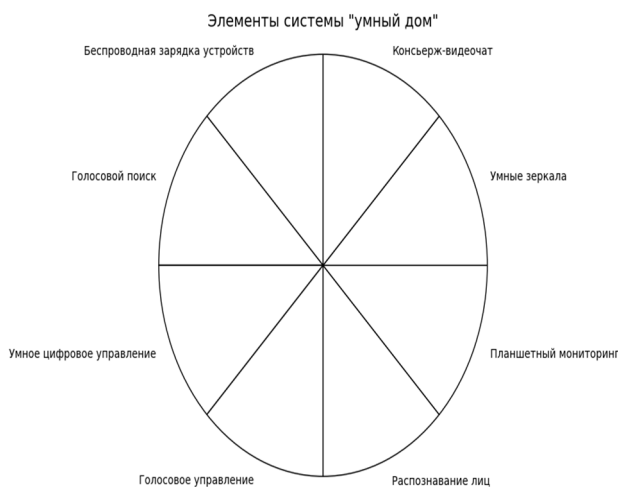 Элементы системы "умный дом"
Беспроводная зарядка устройств
Консьерж-видеочат
Голосовой поиск
Умные зеркала
Умное цифровое управление
Планшетный мониторинг
Голосовое управление
Распознавание лиц